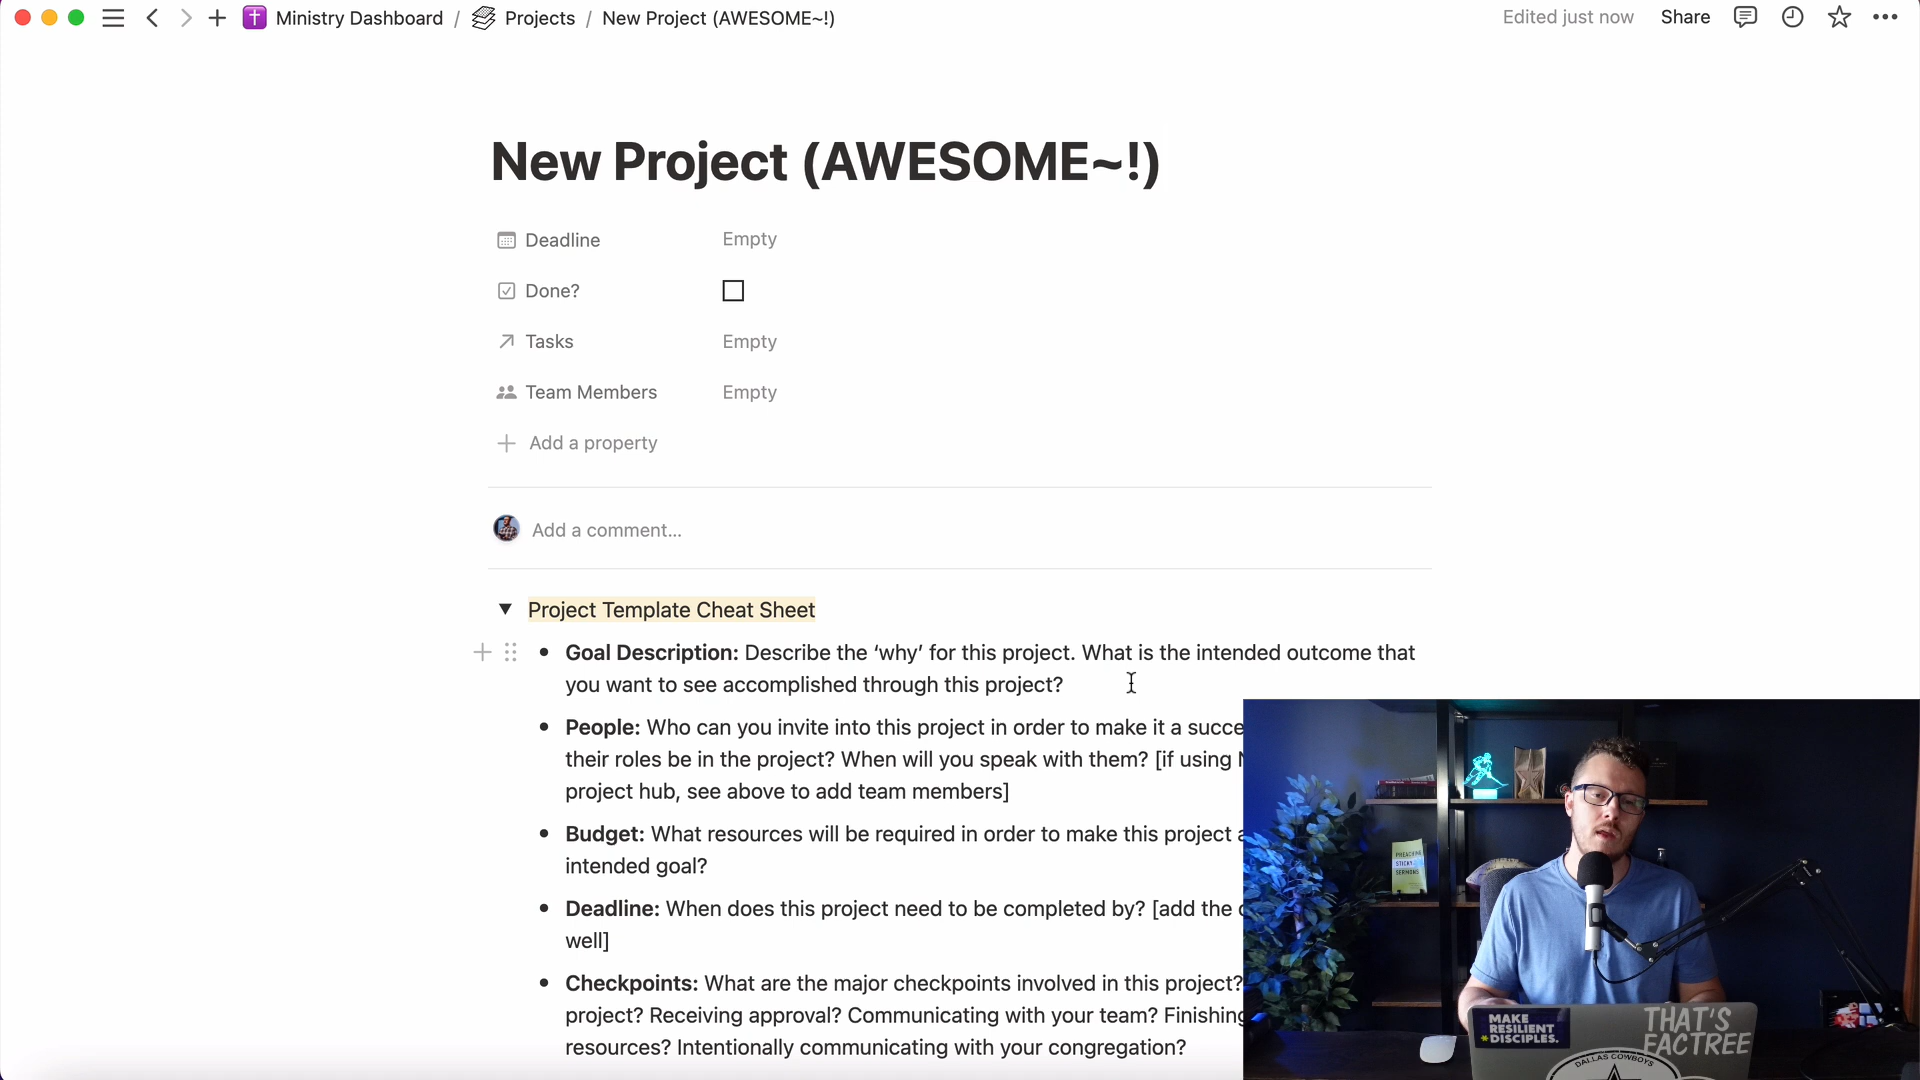 Ministry Dashboard / Projects / New Project (AWESOME~!)
Edited just now Share
New Project (AWESOME~!)
Deadline Empty
Done?
Tasks Empty
Team Members Empty
Add a property
Add a comment...
Project Template Cheat Sheet
Goal Description: Describe the ‘why’ for this project. What is the intended outcome that
you want to see accomplished through this project?
People: Who can you invite into this project in order to make it a succe
their roles be in the project? When will you speak with them? [if using
project hub, see above to add team members]
Budget: What resources will be required in order to make this project
intended goal?
Deadline: When does this project need to be completed by? [add the
well]
Checkpoints: What are the major checkpoints involved in this project?
project? Receiving approval? Communicating with your team? Finishing
resources? Intentionally communicating with your congregation?
PREACHING
STICKY
SERMONS
MAKE
RESILIENT
DISCIPLES.
THAT'S
FACTREE
DALLAS COWBOYS